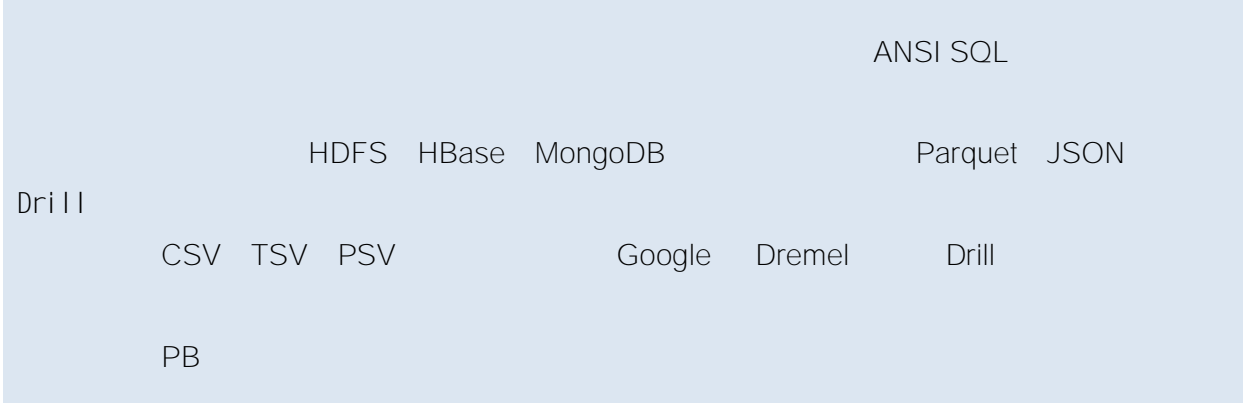 ANSI SQL
HDFS HBase MongoDB Parquet JSON
Drill
CSV TSV PSV Google Dremel Drill
PB